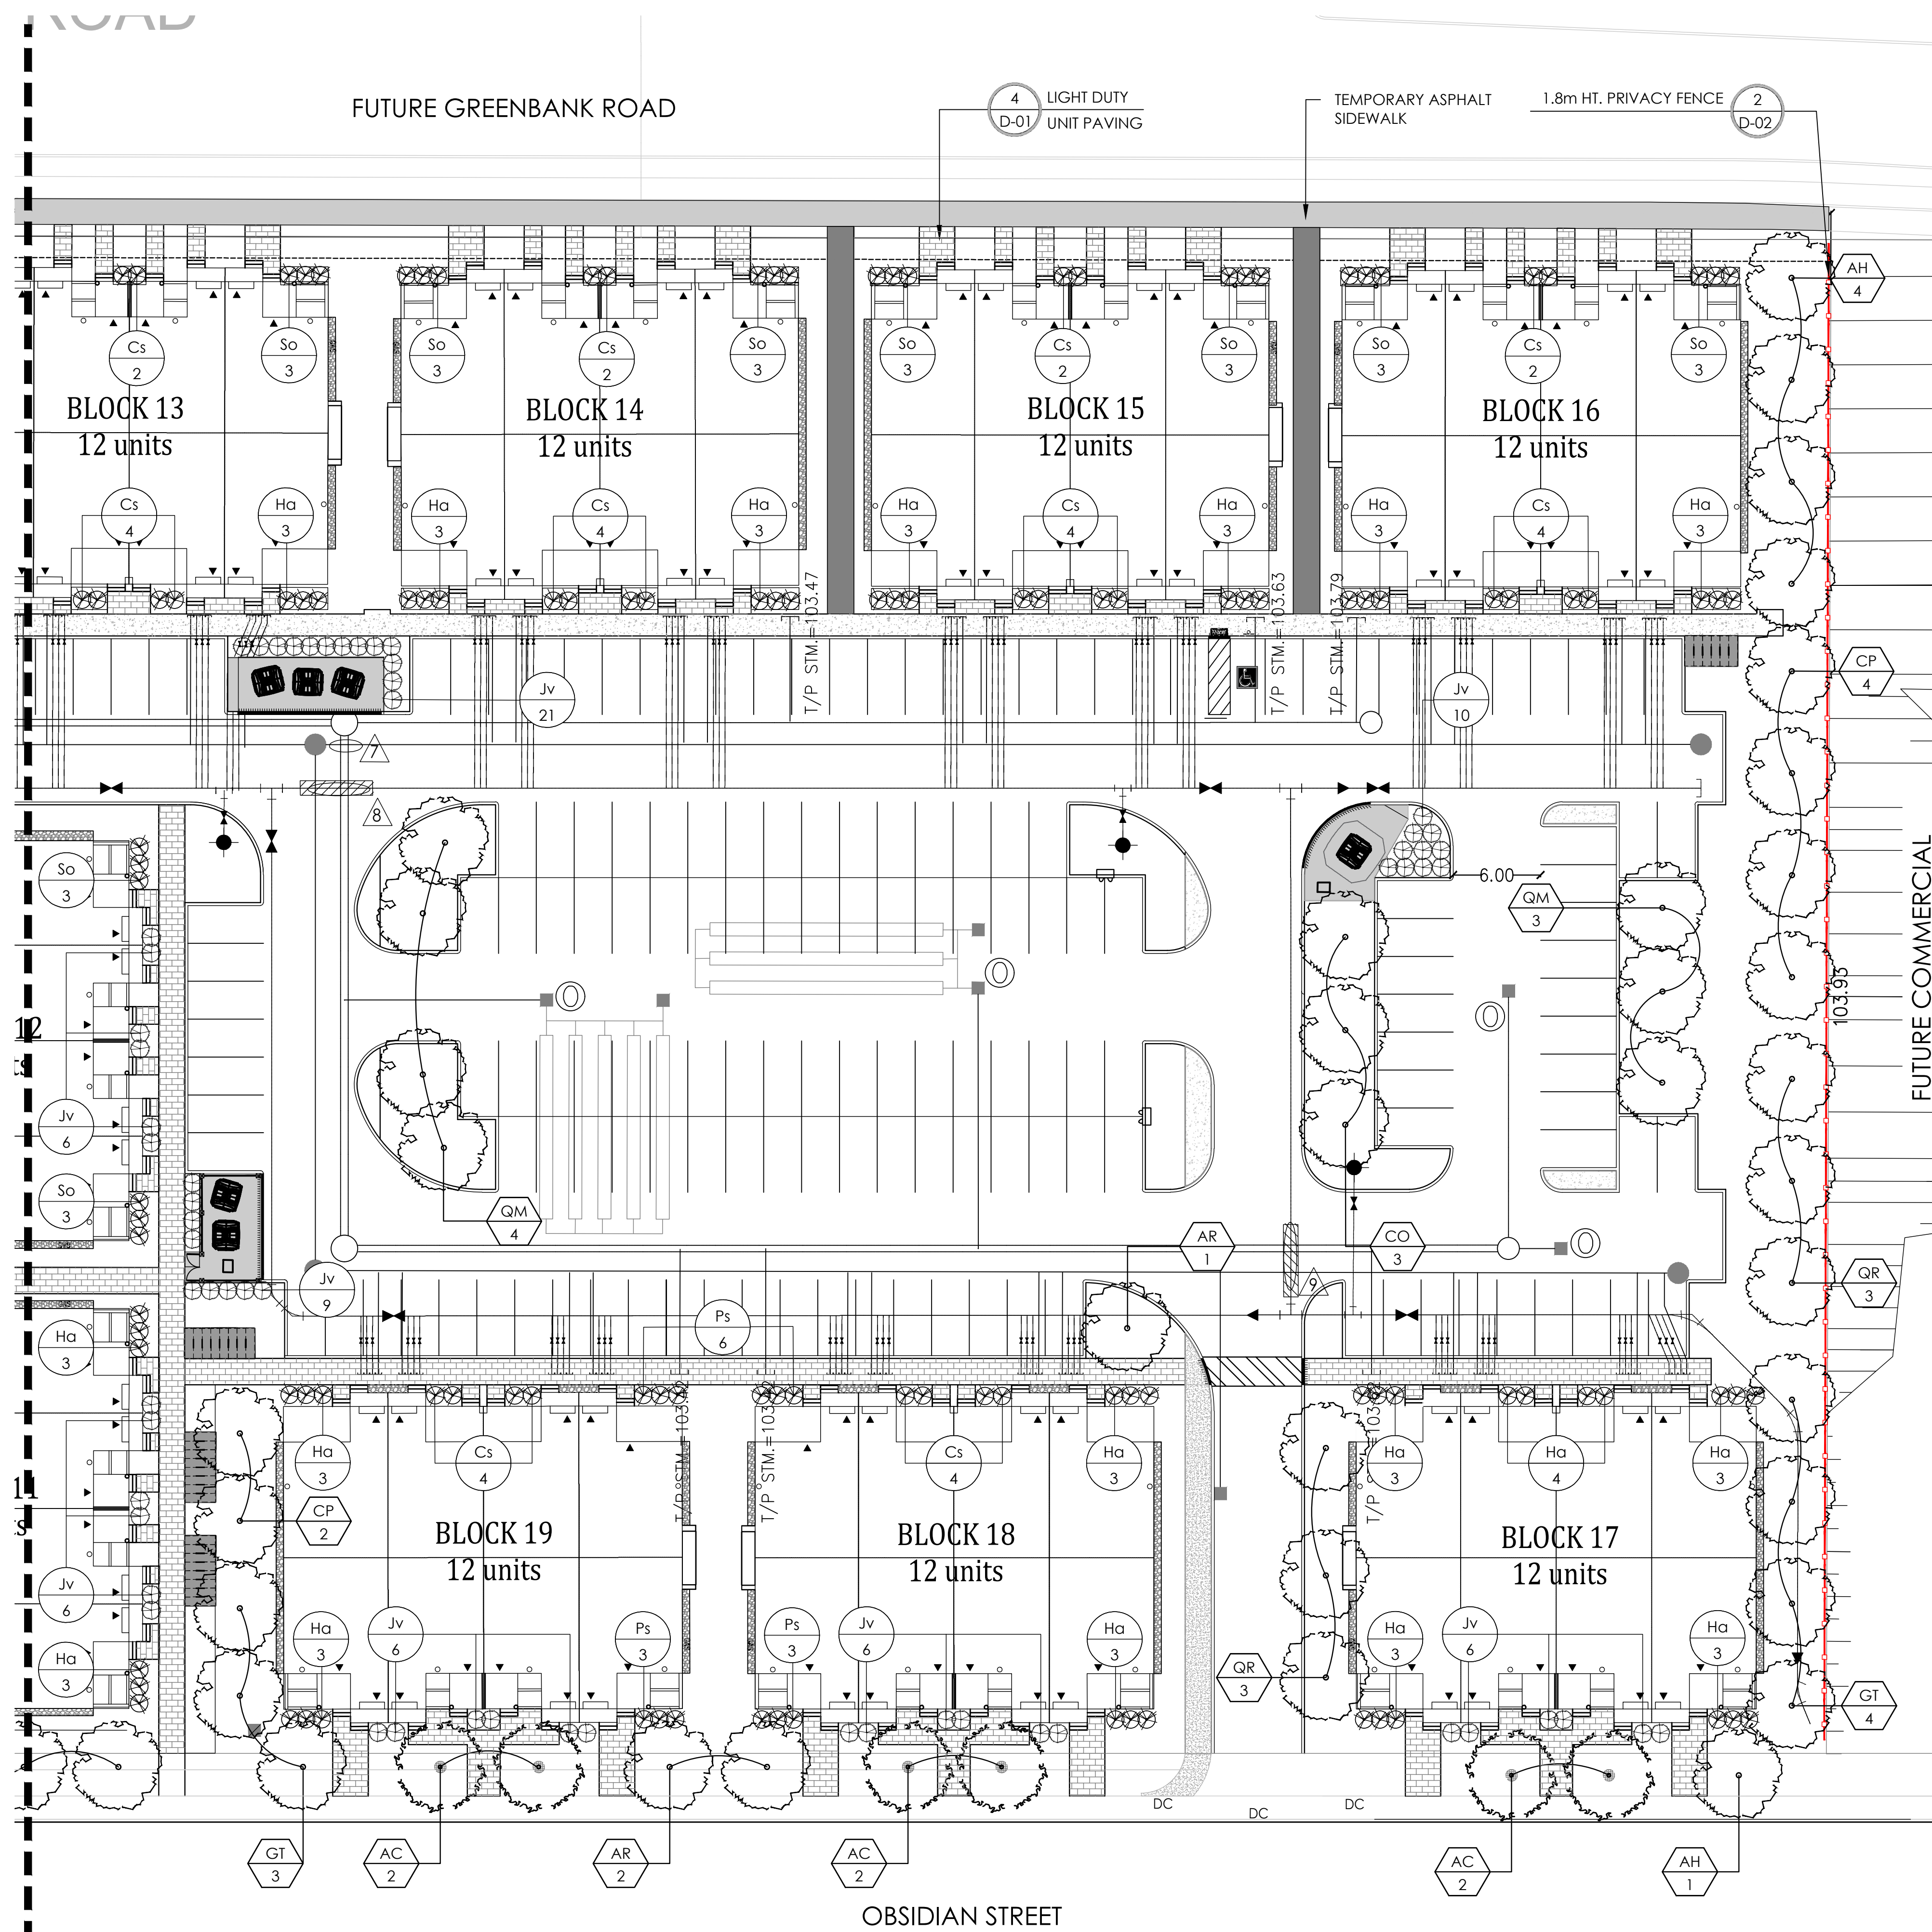 ROAD
FUTURE GREENBANK ROAD
4
D-01
LIGHT DUTY
UNIT PAVING
TEMPORARY ASPHALT
SIDEWALK
1.8m HT. PRIVACY FENCE
2
D-02
AH
4
Cs
2
So
3
So
3
Cs
2
So
3
So
3
Cs
2
So
3
So
3
Cs
2
So
3
BLOCK 13
12 units
BLOCK 14
12 units
BLOCK 15
12 units
BLOCK 16
12 units
Cs
4
Ha
3
Ha
3
Cs
4
Ha
3
Ha
3
Cs
4
Ha
3
Ha
3
Cs
4
Ha
3
T/P STM.=103.47
T/P STM.=103.63
T/P STM.=103.79
CP
4
Jv
21
Jv
10
7
8
So
3
6.00
QM
3
FUTURE COMMERCIAL
103.93
12
Jv
6
So
3
QM
4
AR
1
CO
3
QR
3
Jv
9
9
Ps
6
Ha
3
Ha
3
Cs
4
Cs
4
Ha
3
Ha
3
Ha
4
Ha
3
11
CP
2
BLOCK 19
12 units
BLOCK 18
12 units
BLOCK 17
12 units
Jv
6
Ha
3
Ha
3
Jv
6
Ps
3
Ps
3
Jv
6
Ha
3
QR
3
Ha
3
Jv
6
Ha
3
GT
4
DC
DC
DC
GT
3
AC
2
AR
2
AC
2
AC
2
AH
1
OBSIDIAN STREET